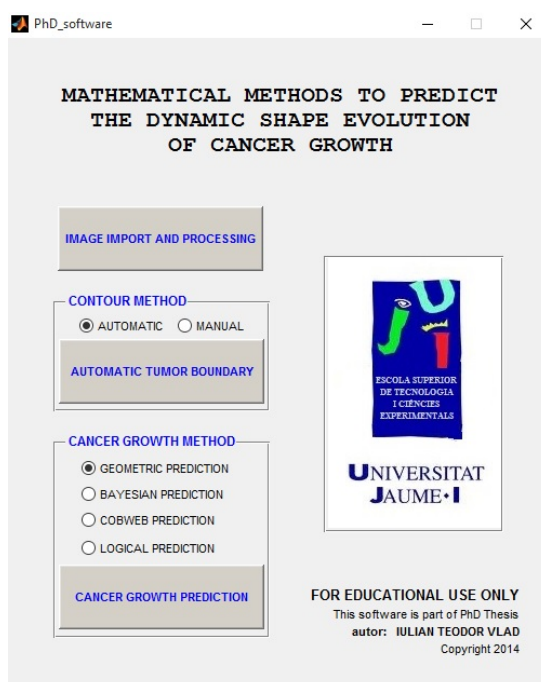 PhD_software
MATHEMATICAL METHODS TO PREDICT
THE DYNAMIC SHAPE EVOLUTION
OF CANCER GROWTH
IMAGE IMPORT AND PROCESSING
CONTOUR METHOD
AUTOMATIC MANUAL
AUTOMATIC TUMOR BOUNDARY
CANCER GROWTH METHOD
GEOMETRIC PREDICTION
BAYESIAN PREDICTION
COBWEB PREDICTION
LOGICAL PREDICTION
CANCER GROWTH PREDICTION
UJI
ESCOLA SUPERIOR
DE TECNOLOGIA
I CIÈNCIES
EXPERIMENTALS
UNIVERSITAT
JAUME·I
FOR EDUCATIONAL USE ONLY
This software is part of PhD Thesis
autor: IULIAN TEODOR VLAD
Copyright 2014